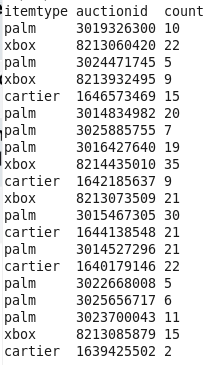 itemtype auctionid count
palm 3019326300 10
xbox 8213060420 22
palm 3024471745 5
xbox 8213932495 9
cartier 1646573469 15
palm 3014834982 20
palm 3025885755 7
palm 3016427640 19
xbox 8214435010 35
cartier 1642185637 9
xbox 8213073509 21
palm 3015467305 30
cartier 1644138548 21
palm 3014527296 21
cartier 1640179146 22
palm 3022668008 5
palm 3025656717 6
palm 3023700043 11
xbox 8213085879 15
cartier 1639425502 2